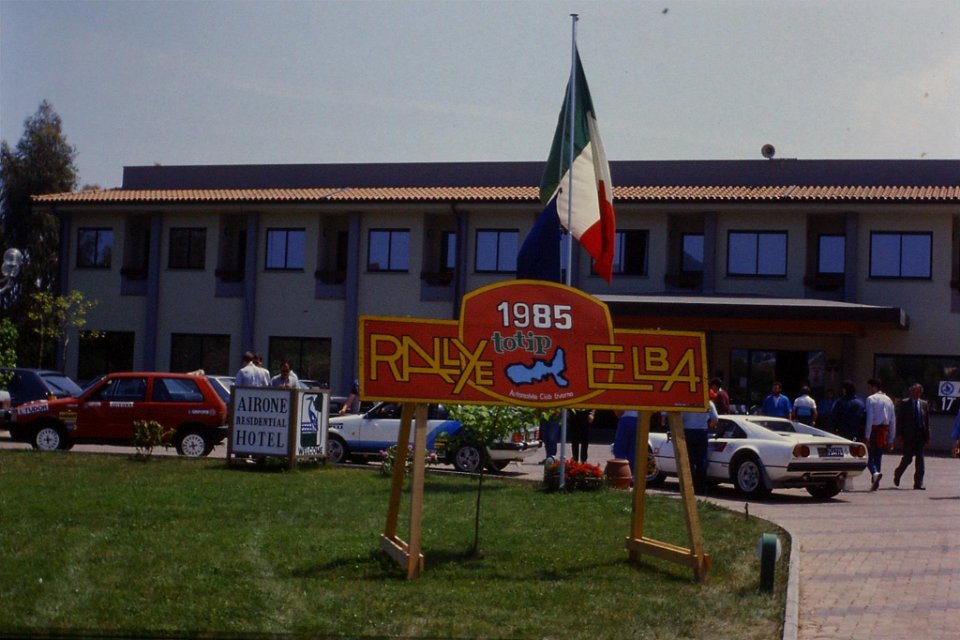 1985
totip
RALLYE ELBA
Automobile Club Livorno
AIRONE
RESIDENTIAL
HOTEL
17